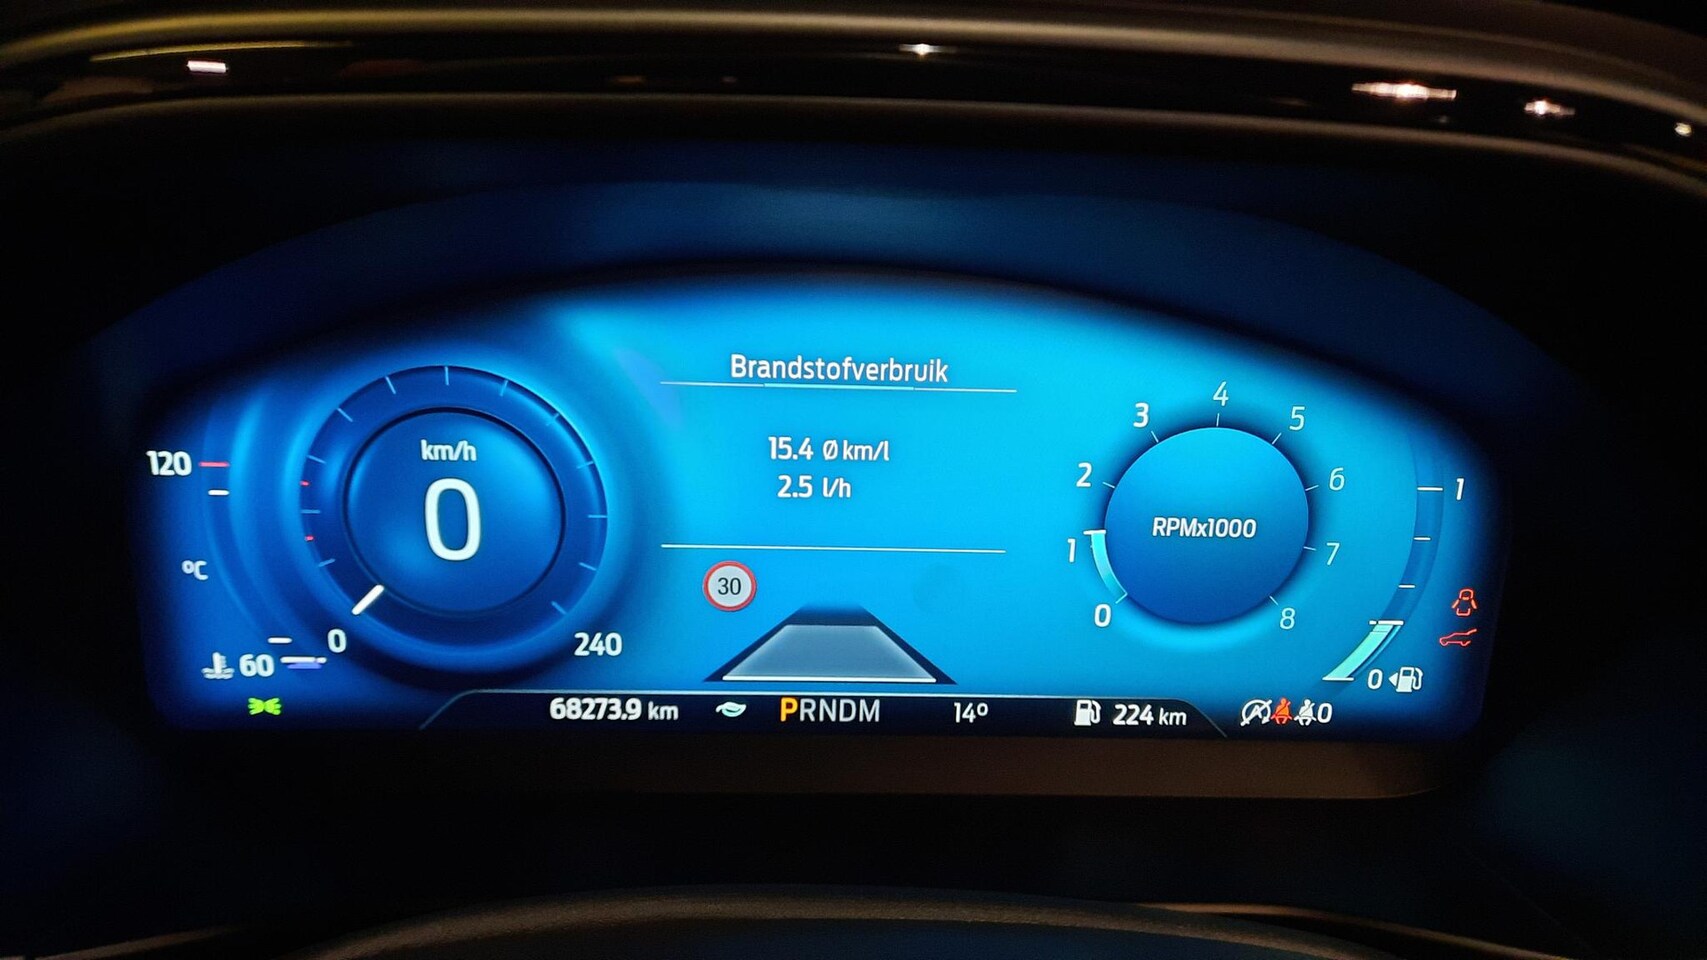 Brandstofverbruik
15.4 Ø km/l
2.5 l/h
120
°C
60
km/h
0
0
240
30
RPMx1000
0
1
2
3
4
5
6
7
8
1
0
68273.9 km
PRNDM
14°
224 km
0